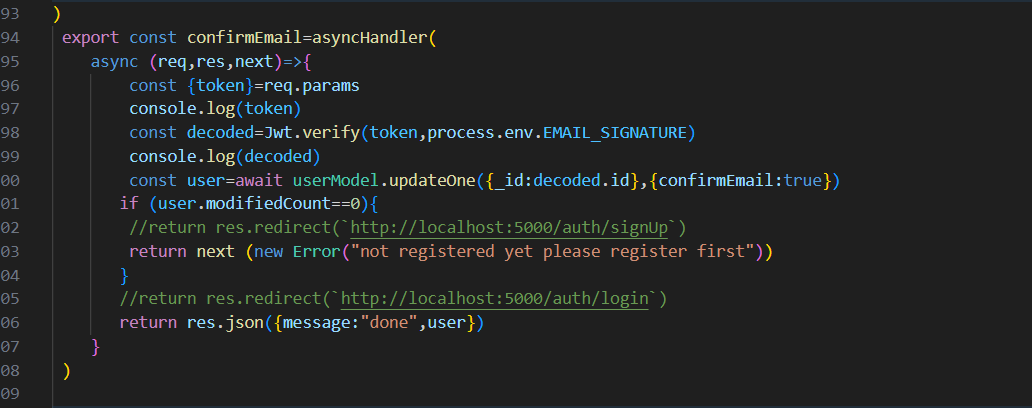 93 )
94 export const confirmEmail=asyncHandler(
95 async (req,res,next)=>{
96 const {token}=req.params
97 console.log(token)
98 const decoded=Jwt.verify(token,process.env.EMAIL_SIGNATURE)
99 console.log(decoded)
00 const user=await userModel.updateOne({_id:decoded.id},{confirmEmail:true})
01 if (user.modifiedCount==0){
02 //return res.redirect(`http://localhost:5000/auth/signUp`)
03 return next (new Error("not registered yet please register first"))
04 }
05 //return res.redirect(`http://localhost:5000/auth/login`)
06 return res.json({message:"done",user})
07 }
08 )
09